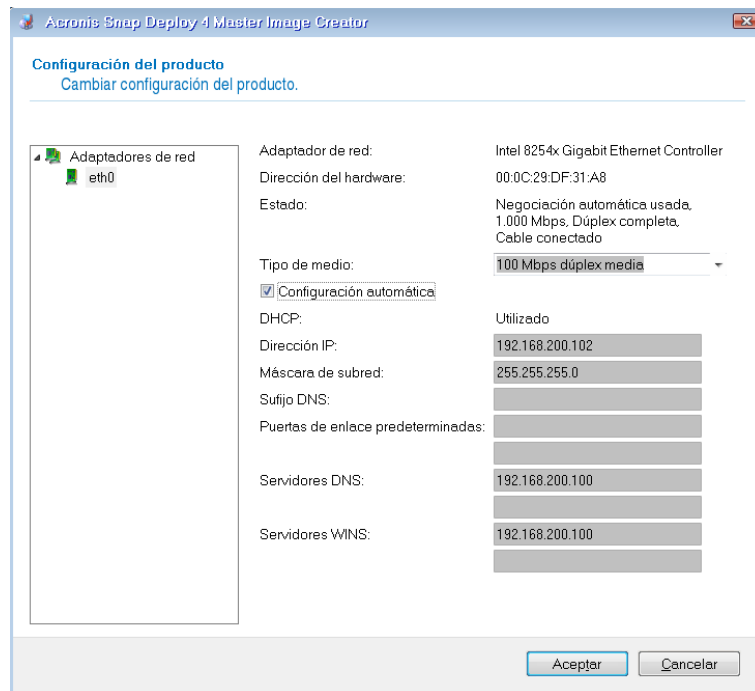 Acronis Snap Deploy 4 Master Image Creator
Configuración del producto
Cambiar configuración del producto.
Adaptadores de red
eth0
Adaptador de red: Intel 8254x Gigabit Ethernet Controller
Dirección del hardware: 00:0C:29:DF:31:A8
Estado: Negociación automática usada,
1.000 Mbps, Dúplex completa,
Cable conectado
Tipo de medio: 100 Mbps dúplex media
Configuración automática
DHCP: Utilizado
Dirección IP: 192.168.200.102
Máscara de subred: 255.255.255.0
Sufijo DNS:
Puertas de enlace predeterminadas:
Servidores DNS: 192.168.200.100
Servidores WINS: 192.168.200.100
Aceptar Cancelar